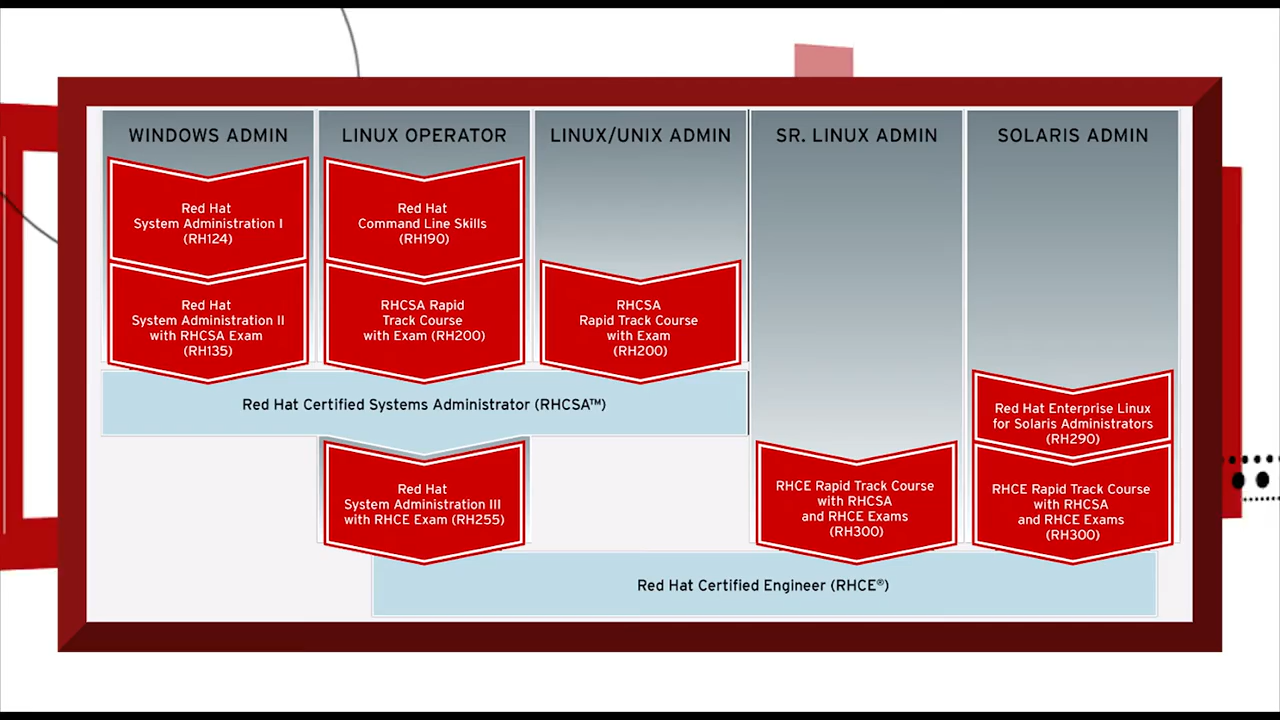 WINDOWS ADMIN
LINUX OPERATOR
LINUX/UNIX ADMIN
SR. LINUX ADMIN
SOLARIS ADMIN
Red Hat
System Administration I
(RH124)
Red Hat
Command Line Skills
(RH190)
Red Hat
System Administration II
with RHCSA Exam
(RH135)
RHCSA Rapid
Track Course
with Exam (RH200)
RHCSA
Rapid Track Course
with Exam
(RH200)
Red Hat Certified Systems Administrator (RHCSA™)
Red Hat Enterprise Linux
for Solaris Administrators
(RH290)
Red Hat
System Administration III
with RHCE Exam (RH255)
RHCE Rapid Track Course
with RHCSA
and RHCE Exams
(RH300)
RHCE Rapid Track Course
with RHCSA
and RHCE Exams
(RH300)
Red Hat Certified Engineer (RHCE®)